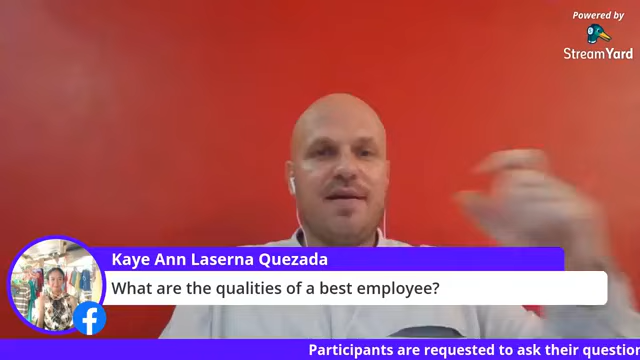 Powered by
StreamYard
Kaye Ann Laserna Quezada
What are the qualities of a best employee?
Participants are requested to ask their question